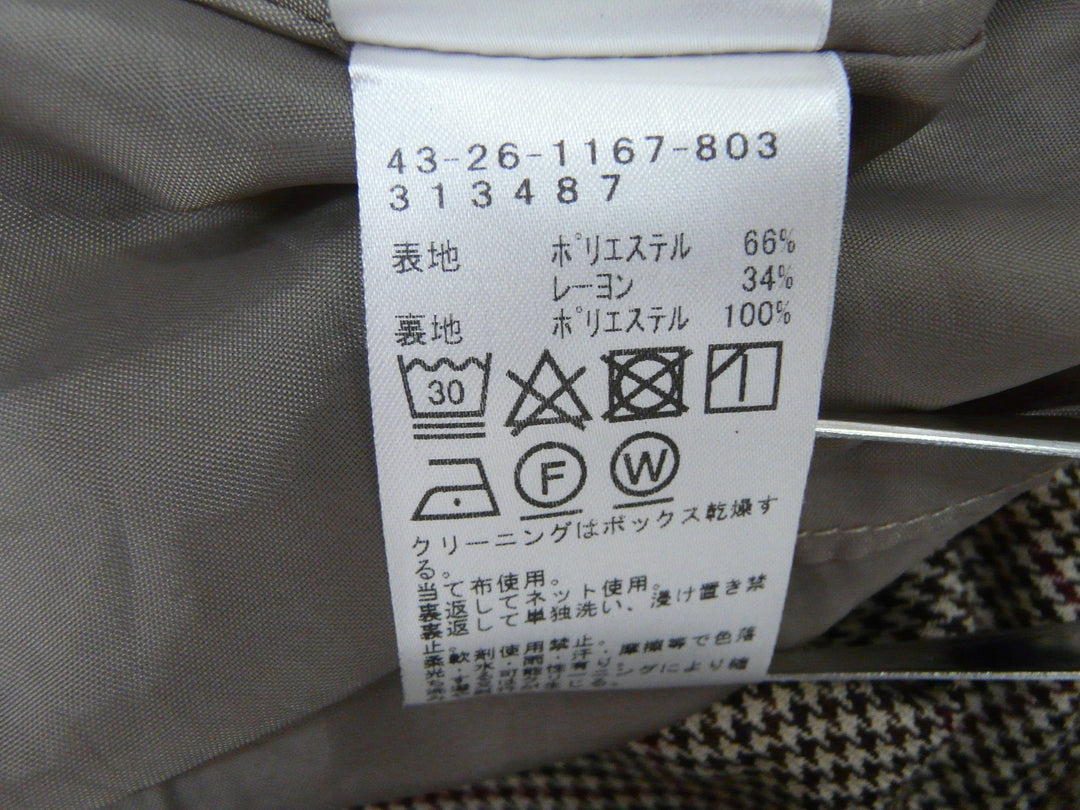 43-26-1167-803
313487
表地 ポリエステル 66%
レーヨン 34%
裏地 ポリエステル 100%
30
F W
クリーニングはボックス乾燥す
る。
当て布使用。
裏返してネット使用。
裏返して単独洗い、浸け置き禁
止。
柔軟剤使用禁止。
汗・摩擦等で色落